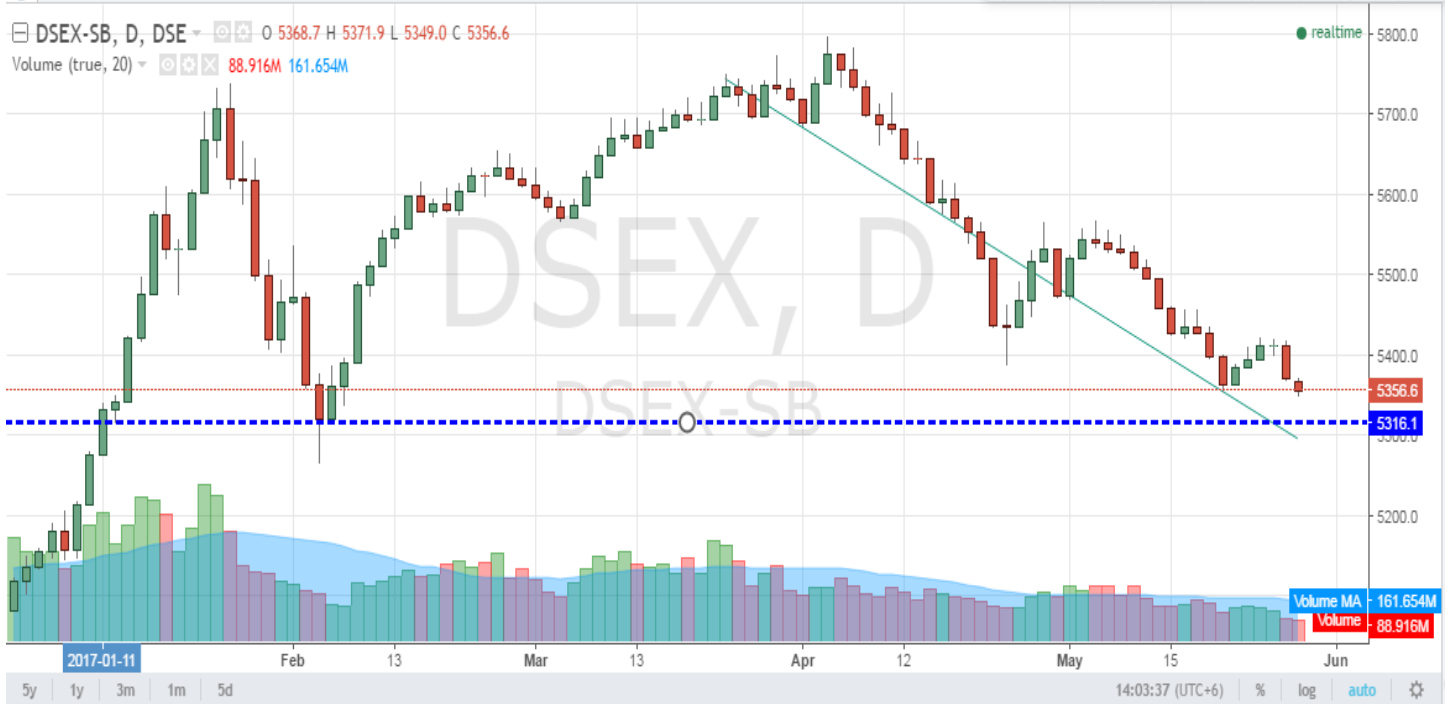 DSEX-SB, D, DSE O 5368.7 H 5371.9 L 5349.0 C 5356.6
realtime
Volume (true, 20) 88.916M 161.654M
5800.0
5700.0
5600.0
DSEX, D
5500.0
5400.0
5356.6
DSEX-SB
5316.1
5300.0
5200.0
Volume MA 161.654M
Volume 88.916M
2017-01-11 Feb 13 Mar 13 Apr 12 May 15 Jun
5y 1y 3m 1m 5d 14:03:37 (UTC+6) % log auto